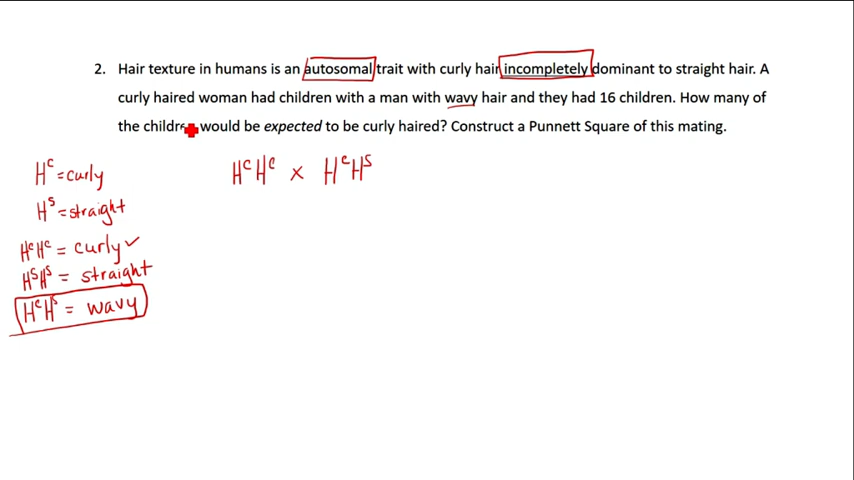 2. Hair texture in humans is an autosomal trait with curly hair incompletely dominant to straight hair. A
curly haired woman had children with a man with wavy hair and they had 16 children. How many of
the childre would be expected to be curly haired? Construct a Punnett Square of this mating.
H^c = curly
H^s = straight
H^cH^c = curly ✓
H^sH^s = straight
H^cH^s = wavy
H^cH^c x H^cH^s